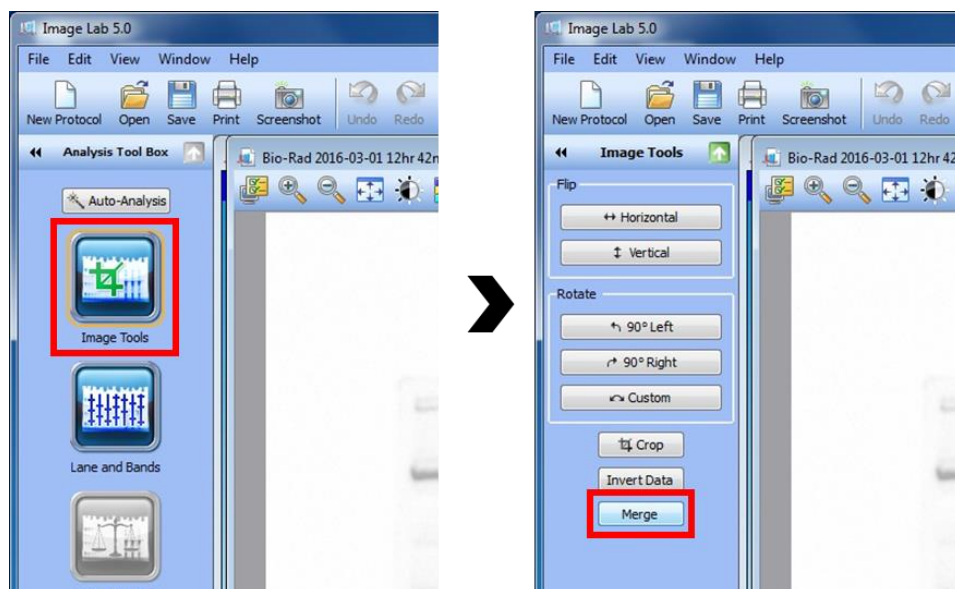 Image Lab 5.0
File Edit View Window Help
New Protocol Open Save Print Screenshot Undo Redo
Analysis Tool Box
Bio-Rad 2016-03-01 12hr 42
Auto-Analysis
Image Tools
Lane and Bands
Image Lab 5.0
File Edit View Window Help
New Protocol Open Save Print Screenshot Undo Redo
Image Tools
Bio-Rad 2016-03-01 12hr 42
Flip
Horizontal
Vertical
Rotate
90° Left
90° Right
Custom
Crop
Invert Data
Merge